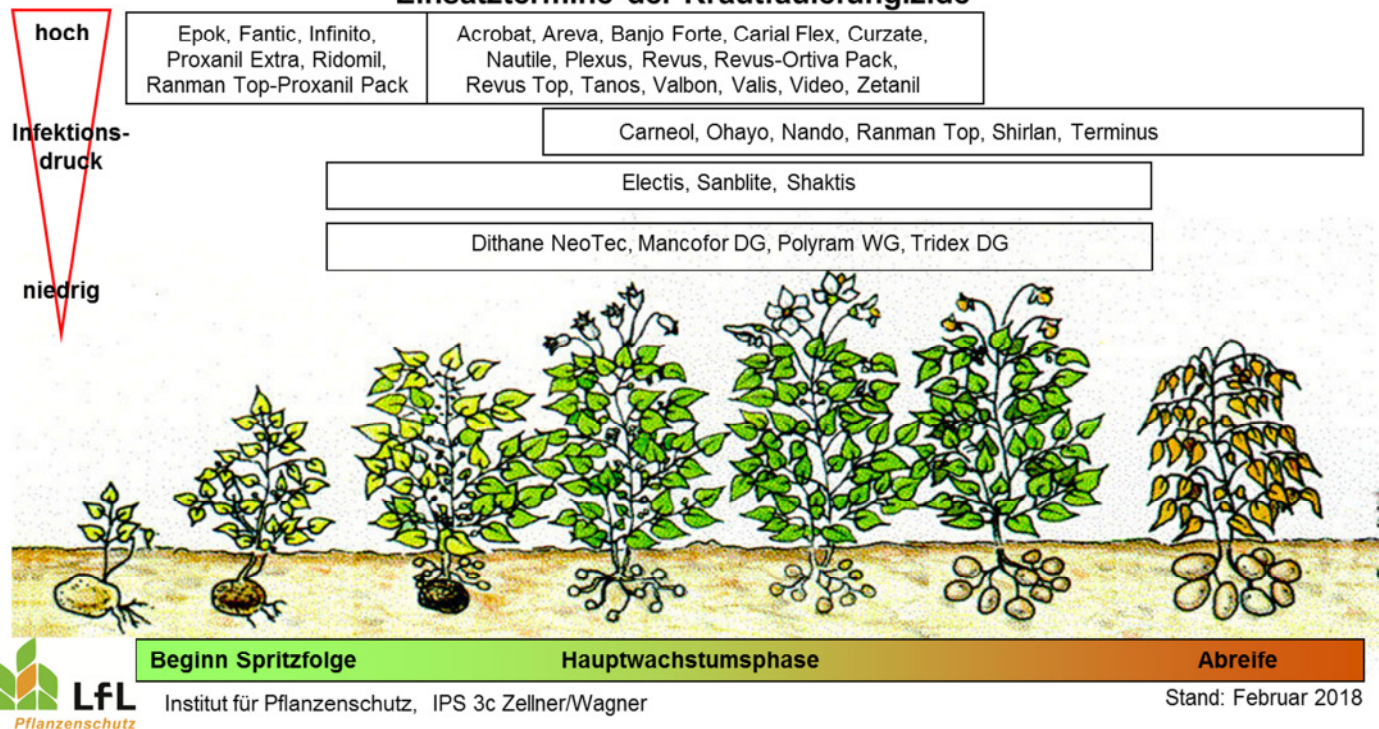 Einsatztermine der Krautfäulefungizide
hoch
Epok, Fantic, Infinito,
Proxanil Extra, Ridomil,
Ranman Top-Proxanil Pack
Acrobat, Areva, Banjo Forte, Carial Flex, Curzate,
Nautile, Plexus, Revus, Revus-Ortiva Pack,
Revus Top, Tanos, Valbon, Valis, Video, Zetanil
Infektions-
druck
Carneol, Ohayo, Nando, Ranman Top, Shirlan, Terminus
Electis, Sanblite, Shaktis
Dithane NeoTec, Mancofor DG, Polyram WG, Tridex DG
niedrig
Beginn Spritzfolge
Hauptwachstumsphase
Abreife
LfL
Pflanzenschutz
Institut für Pflanzenschutz, IPS 3c Zellner/Wagner
Stand: Februar 2018